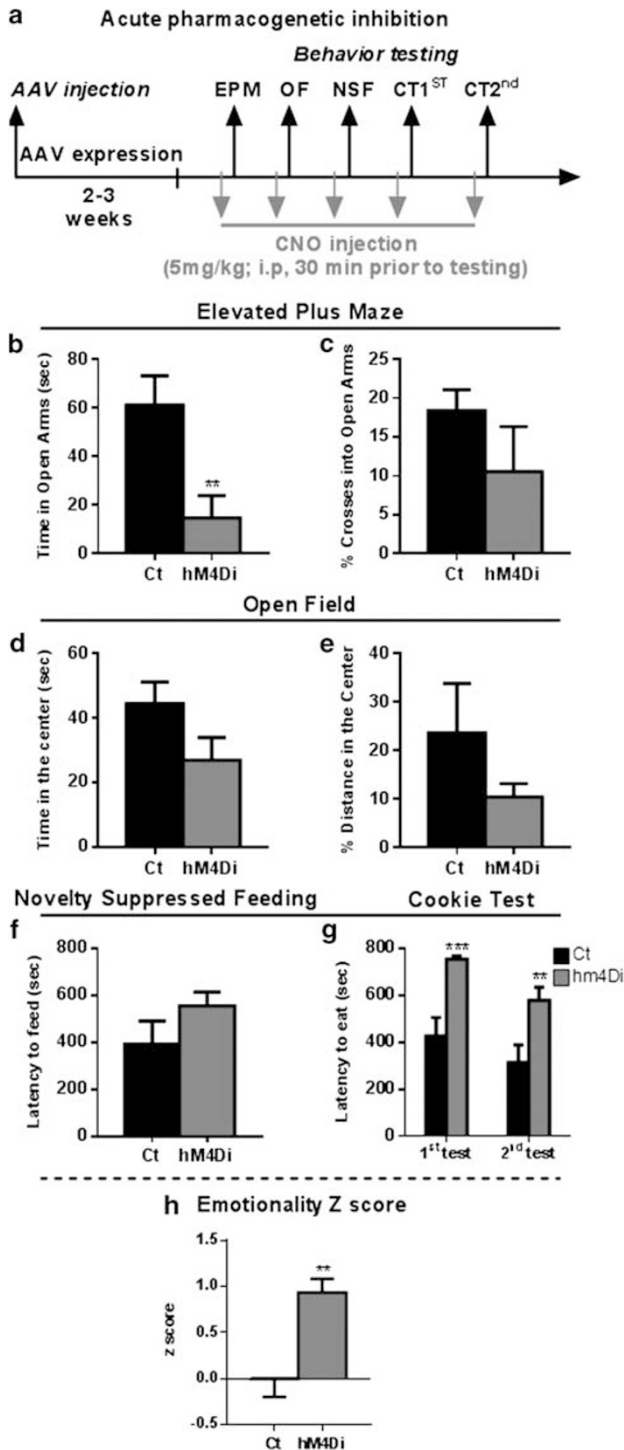 a Acute pharmacogenetic inhibition
Behavior testing
AAV injection EPM OF NSF CT1ST CT2nd
AAV expression
2-3
weeks
CNO injection
(5mg/kg; i.p, 30 min prior to testing)
Elevated Plus Maze
b
Time in Open Arms (sec)
80
60
40
20
0
**
Ct hM4Di
c
% Crosses into Open Arms
25
20
15
10
5
0
Ct hM4Di
Open Field
d
Time in the center (sec)
60
40
20
0
Ct hM4Di
e
% Distance in the Center
40
30
20
10
0
Ct hM4Di
Novelty Suppressed Feeding
f
Latency to feed (sec)
800
600
400
200
0
Ct hM4Di
Cookie Test
g
Latency to eat (sec)
800
600
400
200
0
***
**
Ct
hm4Di
1st test 2nd test
h Emotionality Z score
z score
1.5
1.0
0.5
0.0
-0.5
**
Ct hM4Di